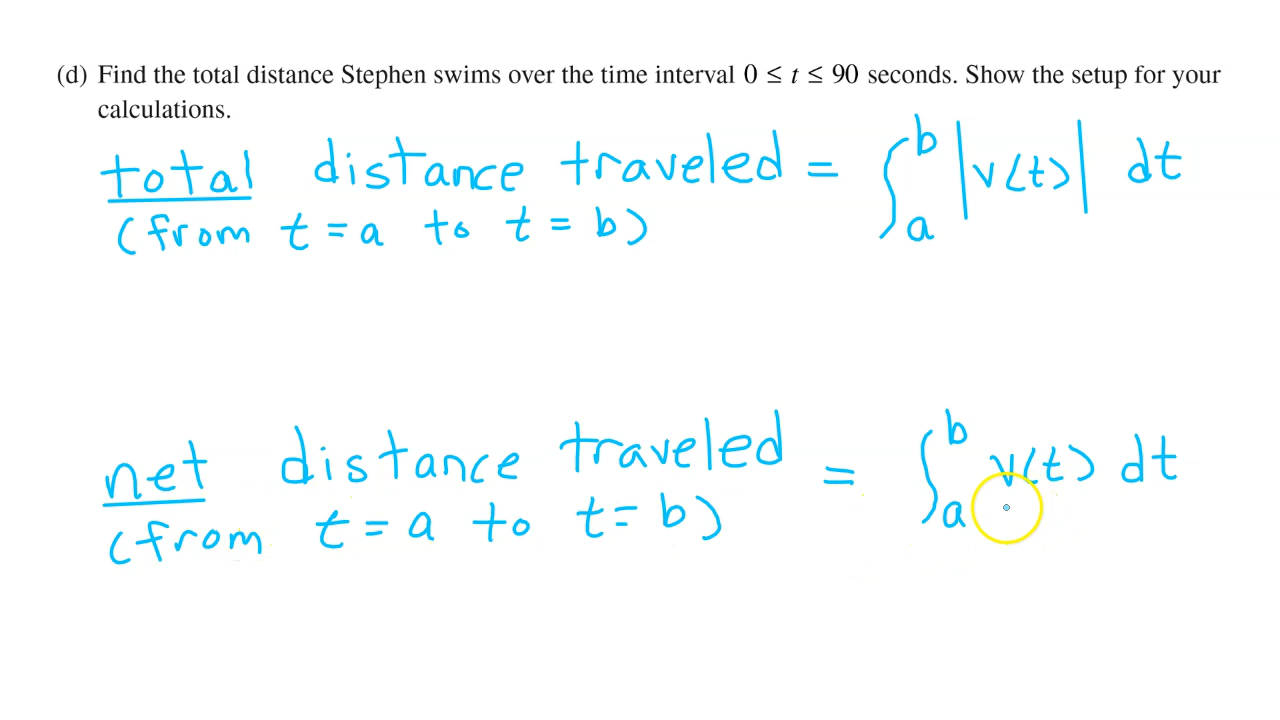 (d) Find the total distance Stephen swims over the time interval 0 ≤ t ≤ 90 seconds. Show the setup for your
calculations.
total distance traveled = ∫_a^b |v(t)| dt
(from t = a to t = b)
net distance traveled = ∫_a^b v(t) dt
(from t = a to t = b)